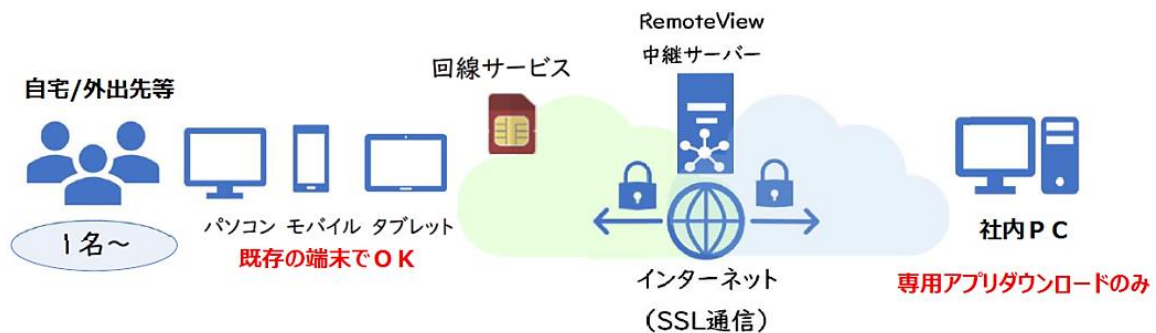 自宅/外出先等
1名～
パソコン モバイル タブレット
既存の端末でＯＫ
回線サービス
RemoteView
中継サーバー
インターネット
(SSL通信)
社内ＰＣ
専用アプリダウンロードのみ